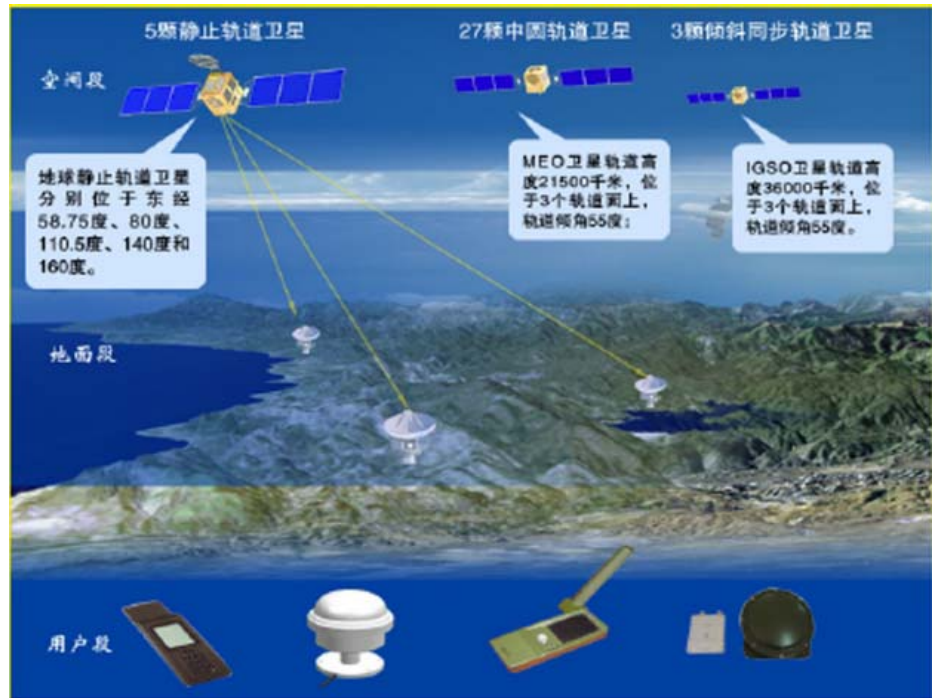 5颗静止轨道卫星
27颗中圆轨道卫星
3颗倾斜同步轨道卫星
空间段
地球静止轨道卫星
分别位于东经
58.75度、80度、
110.5度、140度和
160度。
MEO卫星轨道高
度21500千米，位
于3个轨道面上，
轨道倾角55度；
IGSO卫星轨道高
度36000千米，位
于3个轨道面上，
轨道倾角55度。
地面段
用户段